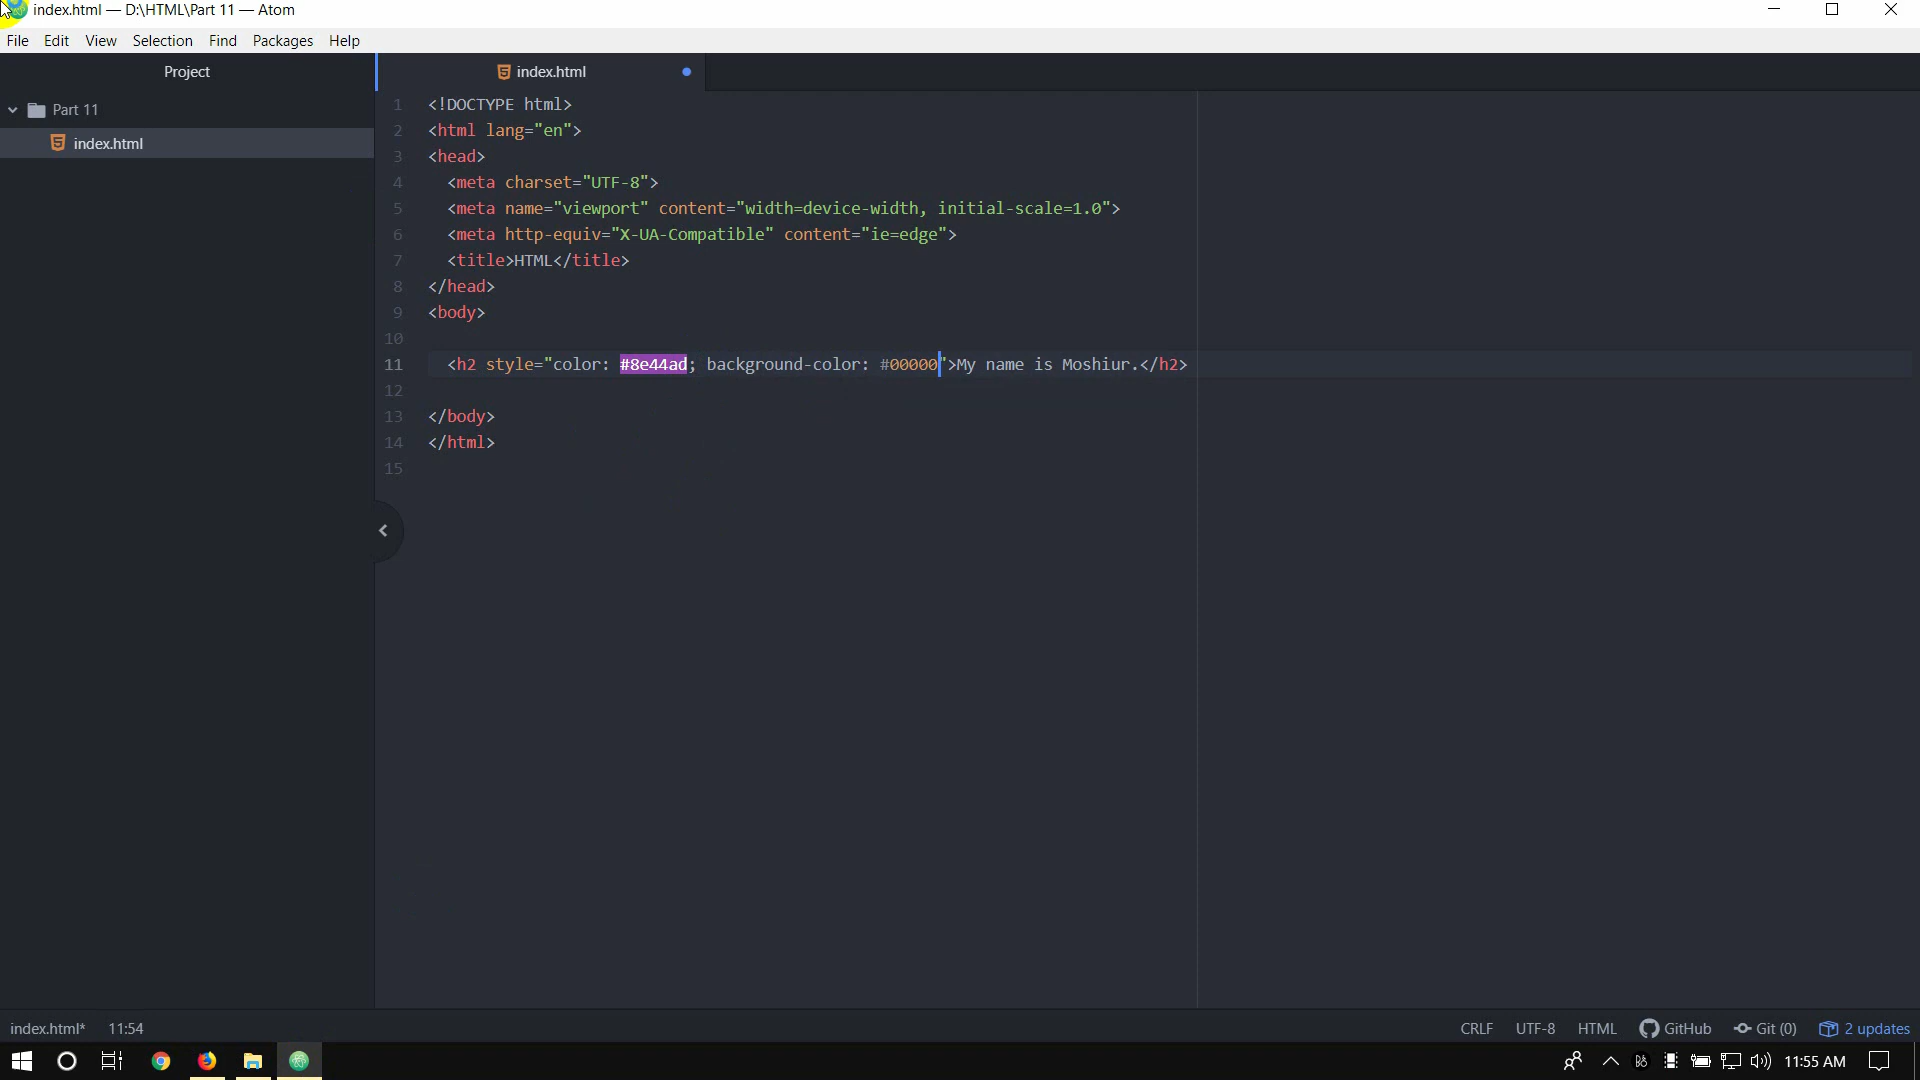 index.html — D:\HTML\Part 11 — Atom
File Edit View Selection Find Packages Help
Project
Part 11
index.html
index.html
1 <!DOCTYPE html>
2 <html lang="en">
3 <head>
4 <meta charset="UTF-8">
5 <meta name="viewport" content="width=device-width, initial-scale=1.0">
6 <meta http-equiv="X-UA-Compatible" content="ie=edge">
7 <title>HTML</title>
8 </head>
9 <body>
10
11 <h2 style="color: #8e44ad; background-color: #00000">My name is Moshiur.</h2>
12
13 </body>
14 </html>
15
index.html* 11:54 CRLF UTF-8 HTML GitHub Git (0) 2 updates
11:55 AM